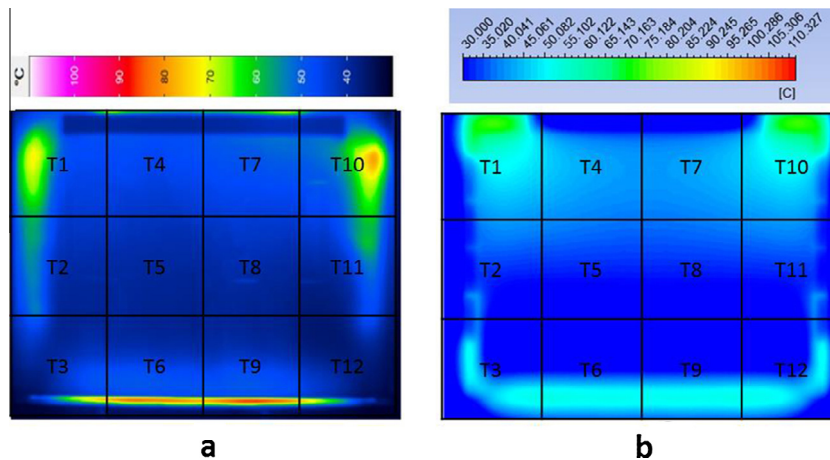 °C 100 90 80 70 60 50 40
30.000 35.020 40.041 45.061 50.082 55.102 60.122 65.143 70.163 75.184 80.204 85.224 90.245 95.265 100.286 105.306 110.327
[C]
T1 T4 T7 T10
T2 T5 T8 T11
T3 T6 T9 T12
T1 T4 T7 T10
T2 T5 T8 T11
T3 T6 T9 T12
a
b